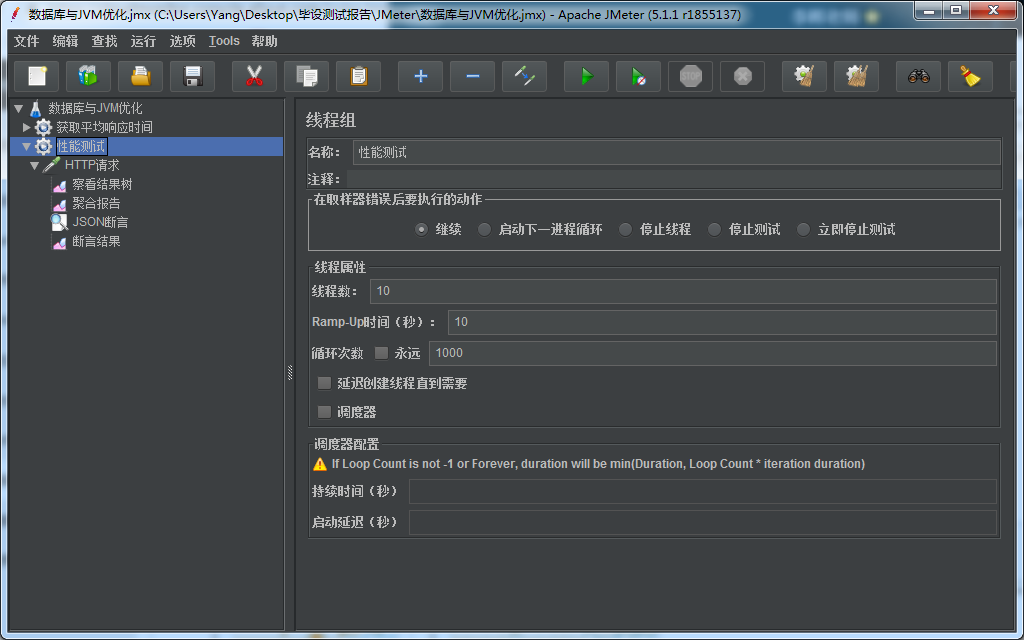 数据库与JVM优化.jmx (C:\Users\Yang\Desktop\毕设测试报告\JMeter\数据库与JVM优化.jmx) - Apache JMeter (5.1.1 r1855137)
文件 编辑 查找 运行 选项 Tools 帮助
STOP
数据库与JVM优化
获取平均响应时间
性能测试
HTTP请求
察看结果树
聚合报告
JSON断言
断言结果
线程组
名称： 性能测试
注释：
在取样器错误后要执行的动作
继续 启动下一进程循环 停止线程 停止测试 立即停止测试
线程属性
线程数： 10
Ramp-Up时间（秒）： 10
循环次数 永远 1000
延迟创建线程直到需要
调度器
调度器配置
If Loop Count is not -1 or Forever, duration will be min(Duration, Loop Count * iteration duration)
持续时间（秒）
启动延迟（秒）